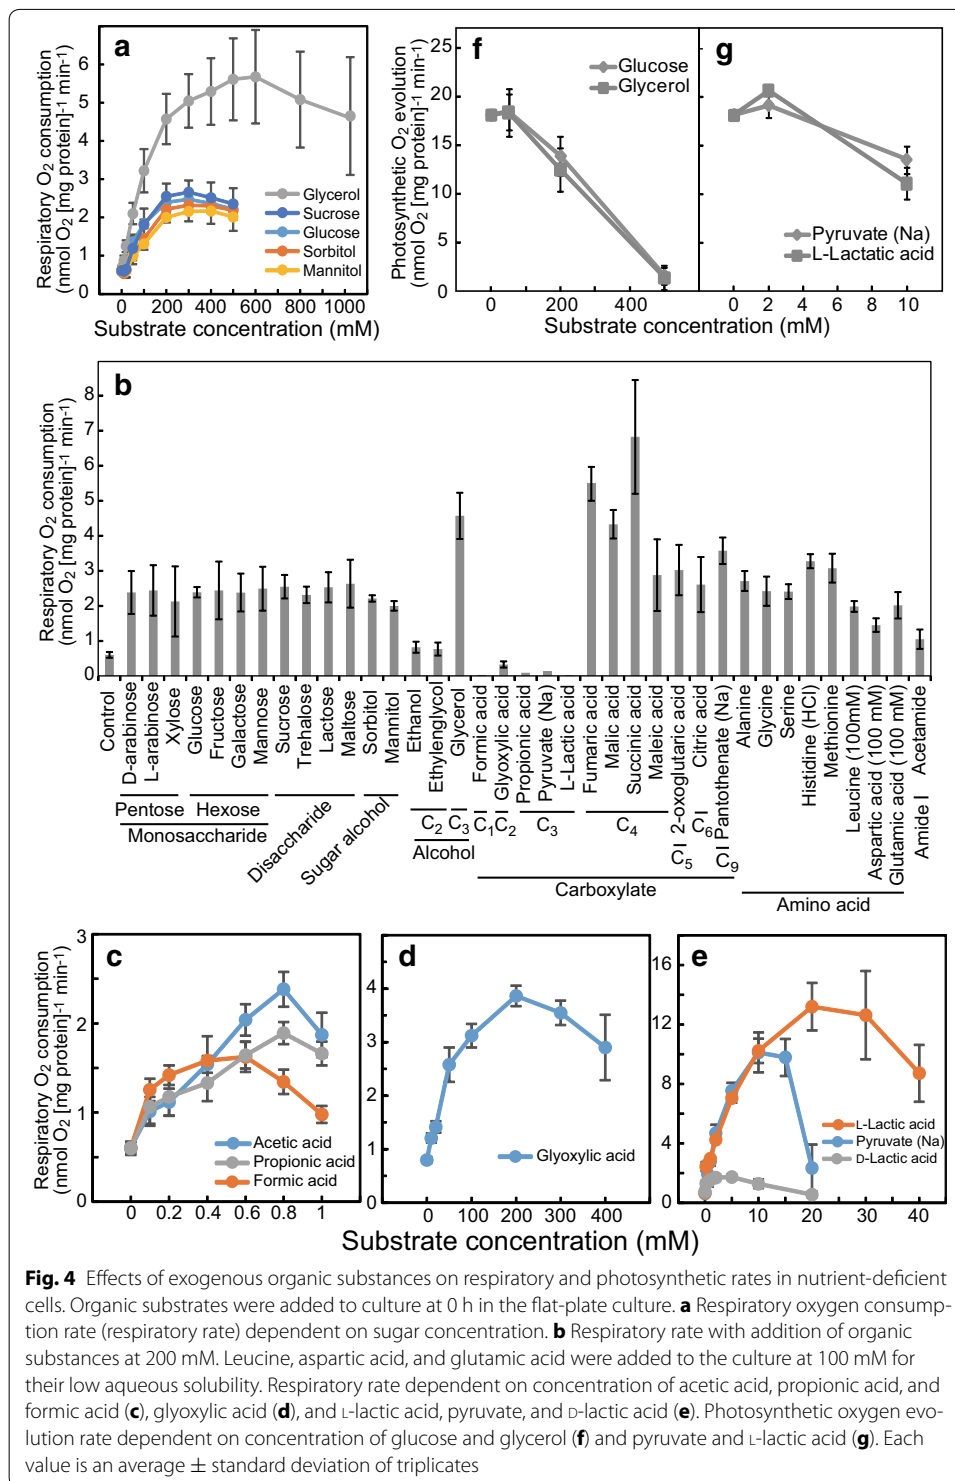 a
Respiratory O2 consumption
(nmol O2 [mg protein]-1 min-1)
6
5
4
3
2
1
0
Glycerol
Sucrose
Glucose
Sorbitol
Mannitol
0 200 400 600 800 1000
Substrate concentration (mM)
f
Photosynthetic O2 evolution
(nmol O2 [mg protein]-1 min-1)
25
20
15
10
5
0
Glucose
Glycerol
0 200 400
g
Pyruvate (Na)
L-Lactatic acid
0 2 4 6 8 10
Substrate concentration (mM)
b
Respiratory O2 consumption
(nmol O2 [mg protein]-1 min-1)
8
7
6
5
4
3
2
1
0
Control
D-arabinose
L-arabinose
Xylose
Glucose
Fructose
Galactose
Mannose
Sucrose
Trehalose
Lactose
Maltose
Sorbitol
Mannitol
Ethanol
Ethylenglycol
Glycerol
Formic acid
Glyoxylic acid
Propionic acid
Pyruvate (Na)
L-Lactic acid
Fumaric acid
Malic acid
Succinic acid
Maleic acid
2-oxoglutaric acid
Citric acid
Pantothenate (Na)
Alanine
Glycine
Serine
Histidine (HCl)
Methionine
Leucine (100mM)
Aspartic acid (100 mM)
Glutamic acid (100 mM)
Acetamide
Pentose Hexose
Monosaccharide
Disaccharide
Sugar alcohol
C2 C3
Alcohol
C1 C2 C3 C4 C5 C6 C9
Carboxylate
Amino acid
Amide
c
Respiratory O2 consumption
(nmol O2 [mg protein]-1 min-1)
3
2
1
0
Acetic acid
Propionic acid
Formic acid
0 0.2 0.4 0.6 0.8 1
d
4
3
2
1
0
Glyoxylic acid
0 100 200 300 400
e
16
12
8
4
0
L-Lactic acid
Pyruvate (Na)
D-Lactic acid
0 10 20 30 40
Substrate concentration (mM)
Fig. 4 Effects of exogenous organic substances on respiratory and photosynthetic rates in nutrient-deficient
cells. Organic substrates were added to culture at 0 h in the flat-plate culture. a Respiratory oxygen consump-
tion rate (respiratory rate) dependent on sugar concentration. b Respiratory rate with addition of organic
substances at 200 mM. Leucine, aspartic acid, and glutamic acid were added to the culture at 100 mM for
their low aqueous solubility. Respiratory rate dependent on concentration of acetic acid, propionic acid, and
formic acid (c), glyoxylic acid (d), and L-lactic acid, pyruvate, and D-lactic acid (e). Photosynthetic oxygen evo-
lution rate dependent on concentration of glucose and glycerol (f) and pyruvate and L-lactic acid (g). Each
value is an average ± standard deviation of triplicates